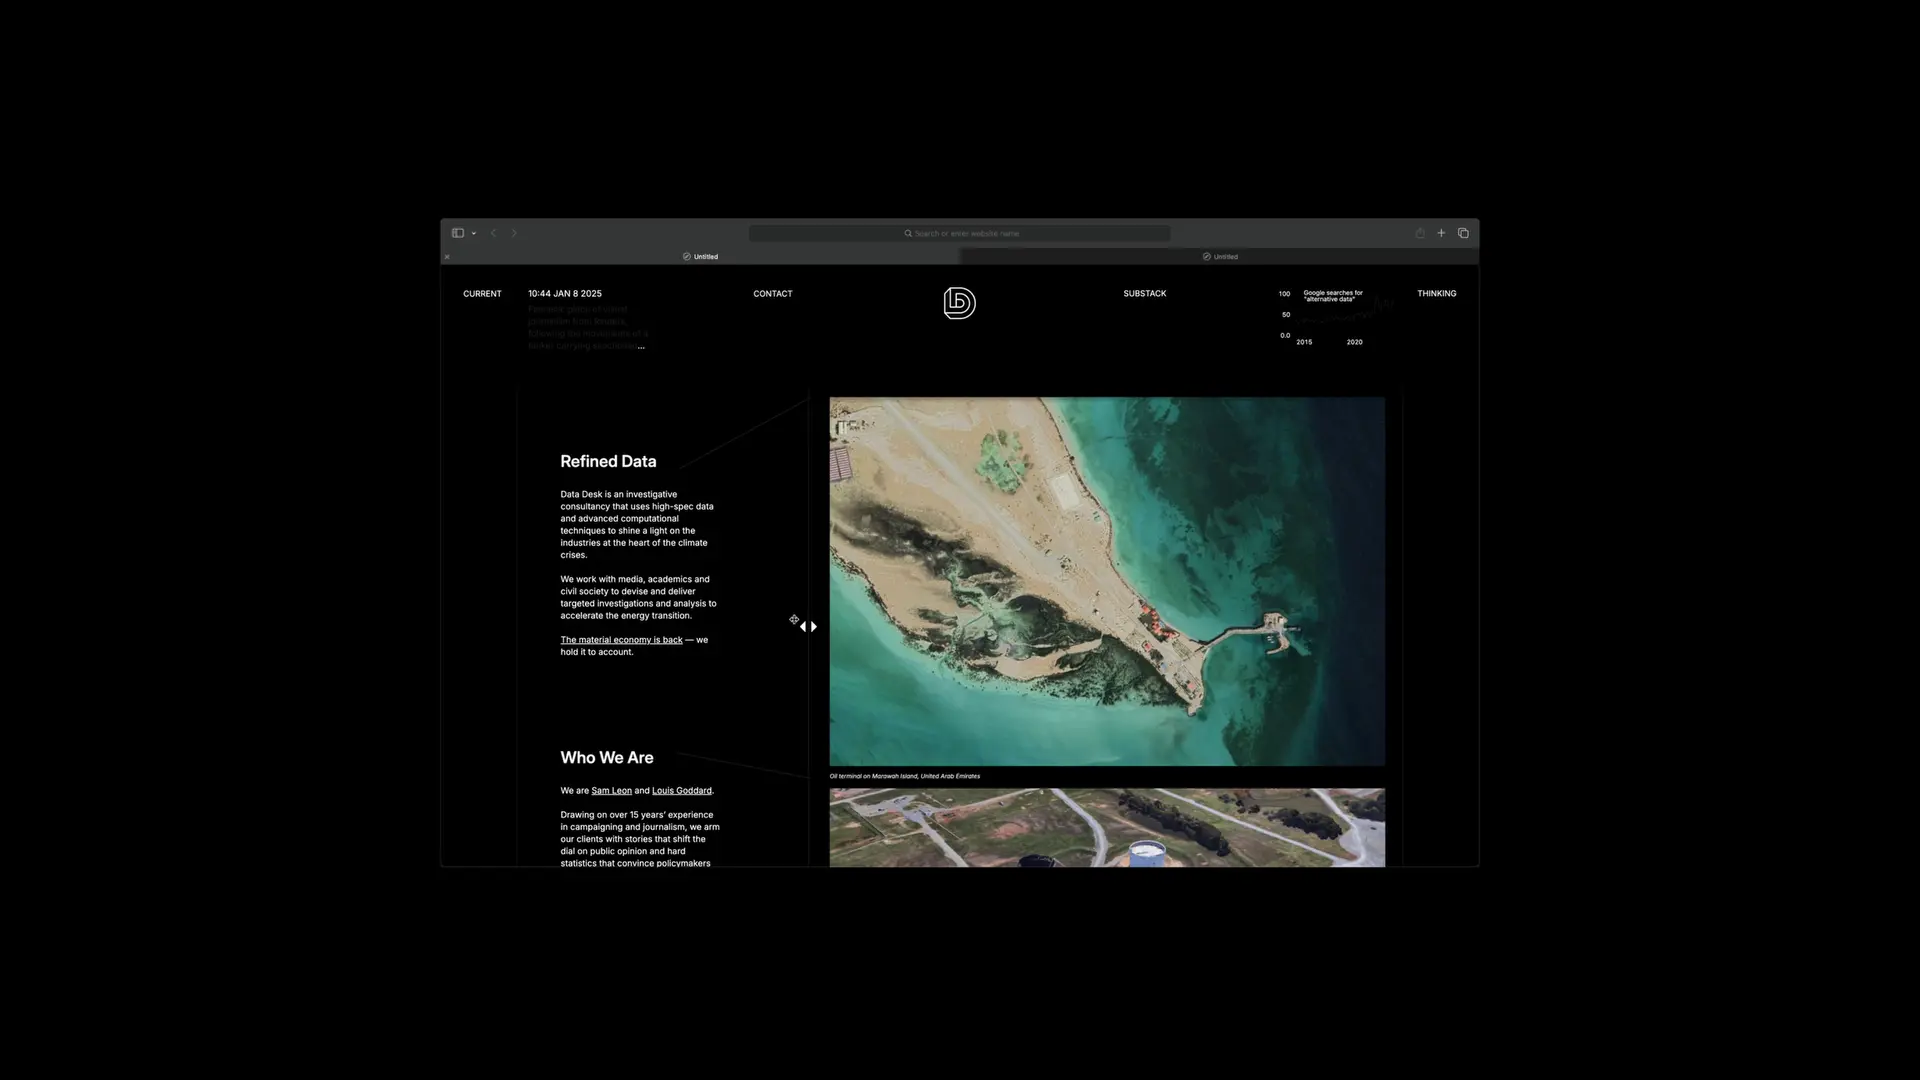 Search or enter website name
Untitled
Untitled
CURRENT
10:44 JAN 8 2025
CONTACT
SUBSTACK
100
50
0.0
Google searches for
"alternative data"
2015
2020
THINKING
following the movements of a
...
Refined Data
Data Desk is an investigative
consultancy that uses high-spec data
and advanced computational
techniques to shine a light on the
industries at the heart of the climate
crises.
We work with media, academics and
civil society to devise and deliver
targeted investigations and analysis to
accelerate the energy transition.
The material economy is back — we
hold it to account.
Oil terminal on Marawah Island, United Arab Emirates
Who We Are
We are Sam Leon and Louis Goddard.
Drawing on over 15 years’ experience
in campaigning and journalism, we arm
our clients with stories that shift the
dial on public opinion and hard
statistics that convince policymakers